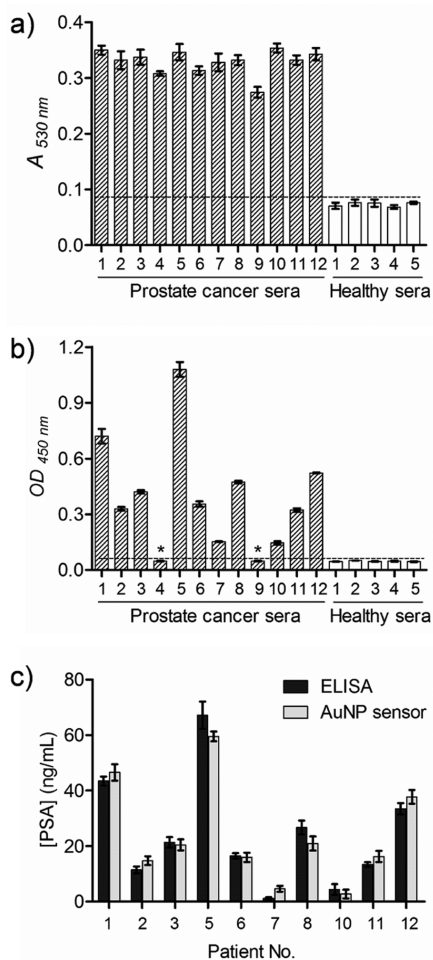 a)
A 530 nm
0.4
0.3
0.2
0.1
0.0
1 2 3 4 5 6 7 8 9 10 11 12 1 2 3 4 5
Prostate cancer sera Healthy sera
b)
OD 450 nm
1.2
0.9
0.6
0.3
0.0
* *
1 2 3 4 5 6 7 8 9 10 11 12 1 2 3 4 5
Prostate cancer sera Healthy sera
c)
[PSA] (ng/mL)
80
60
40
20
0
ELISA
AuNP sensor
1 2 3 5 6 7 8 10 11 12
Patient No.